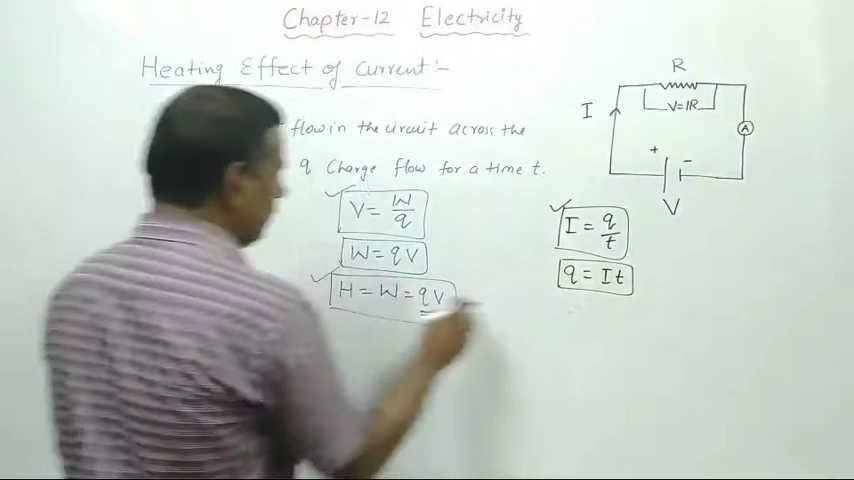 Chapter-12 Electricity
Heating Effect of Current:-
flow in the circuit across the
q Charge flow for a time t.
V = W/q
W = qV
H = W = qV
I = q/t
q = It
R
V=IR
I
A
+ -
V